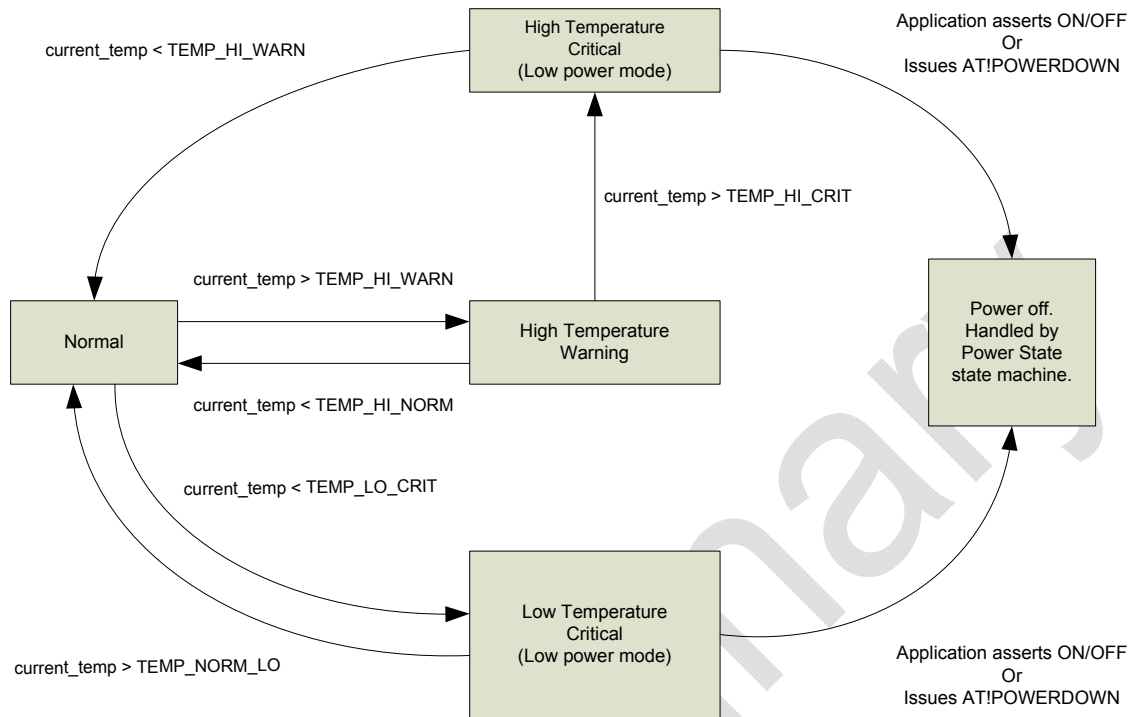 High Temperature
Critical
(Low power mode)
Application asserts ON/OFF
Or
Issues AT!POWERDOWN
current_temp < TEMP_HI_WARN
current_temp > TEMP_HI_CRIT
current_temp > TEMP_HI_WARN
Normal
High Temperature
Warning
Power off.
Handled by
Power State
state machine.
current_temp < TEMP_HI_NORM
current_temp < TEMP_LO_CRIT
Low Temperature
Critical
(Low power mode)
current_temp > TEMP_NORM_LO
Application asserts ON/OFF
Or
Issues AT!POWERDOWN